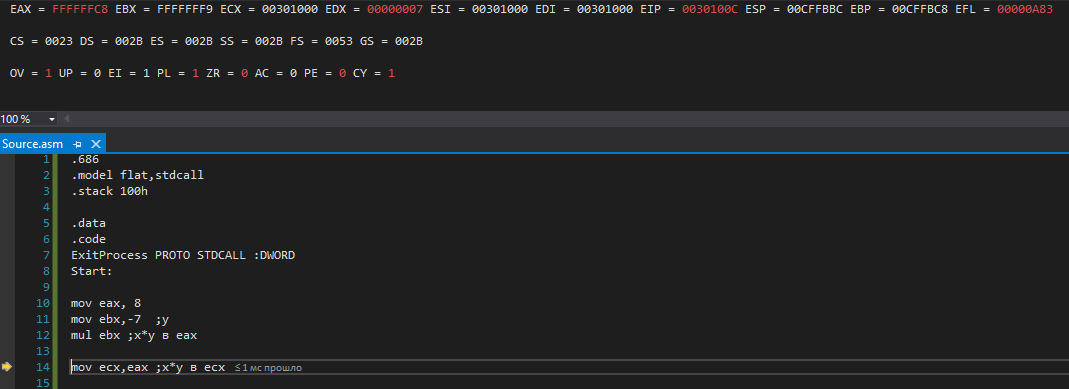 EAX = FFFFFFC8 EBX = FFFFFFF9 ECX = 00301000 EDX = 00000007 ESI = 00301000 EDI = 00301000 EIP = 0030100C ESP = 00CFFBBC EBP = 00CFFBC8 EFL = 00000A83
CS = 0023 DS = 002B ES = 002B SS = 002B FS = 0053 GS = 002B
OV = 1 UP = 0 EI = 1 PL = 1 ZR = 0 AC = 0 PE = 0 CY = 1
100 %
Source.asm
1 .686
2 .model flat,stdcall
3 .stack 100h
4
5 .data
6 .code
7 ExitProcess PROTO STDCALL :DWORD
8 Start:
9
10 mov eax, 8
11 mov ebx,-7 ;y
12 mul ebx ;x*y в eax
13
14 mov ecx,eax ;x*y в ecx ≤1 мс прошло
15